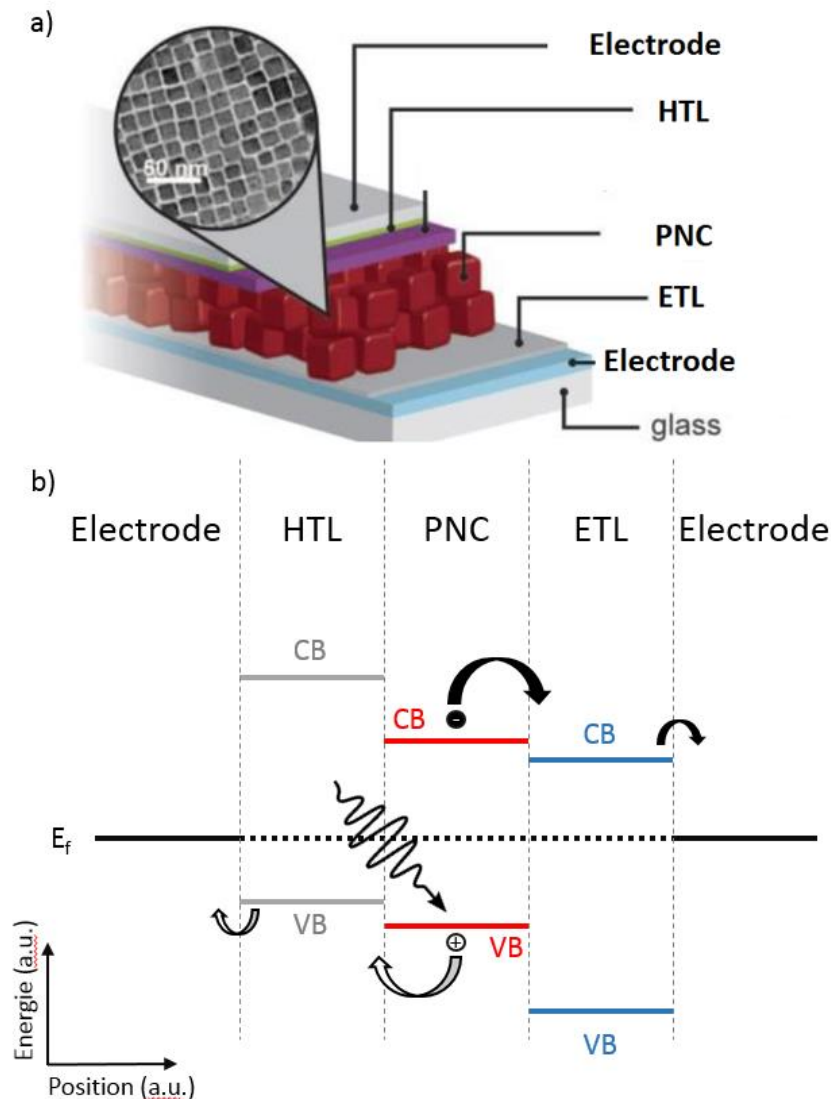 a)
Electrode
HTL
60 nm
PNC
ETL
Electrode
glass
b)
Electrode HTL PNC ETL Electrode
CB
CB
CB
E_f
VB
VB
VB
Energie (a.u.)
Position (a.u.)